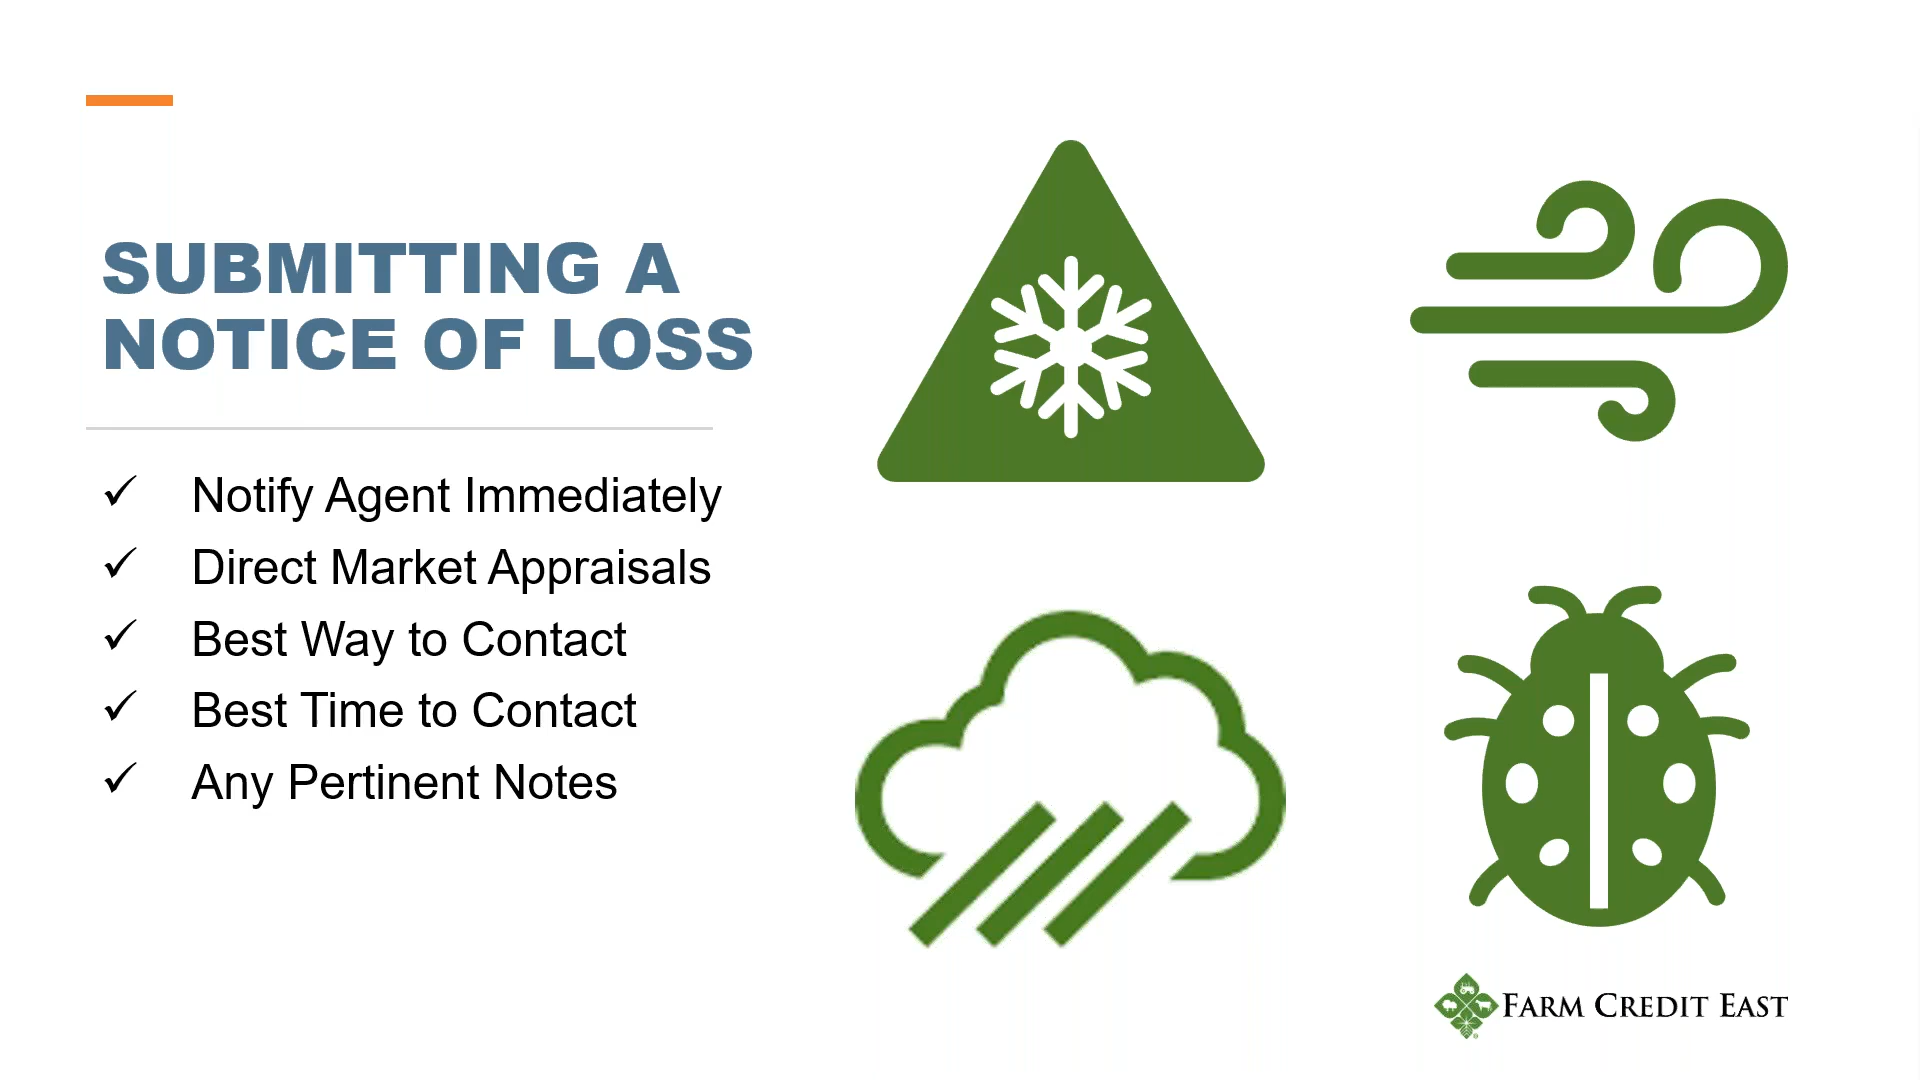 SUBMITTING A
NOTICE OF LOSS
✓ Notify Agent Immediately
✓ Direct Market Appraisals
✓ Best Way to Contact
✓ Best Time to Contact
✓ Any Pertinent Notes
FARM CREDIT EAST